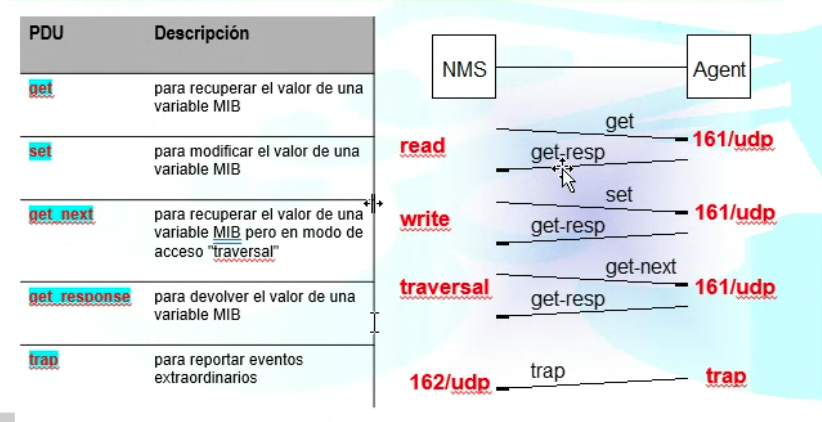 PDU Descripción
get para recuperar el valor de una
variable MIB
set para modificar el valor de una
variable MIB
get_next para recuperar el valor de una
variable MIB pero en modo de
acceso "traversal"
get_response para devolver el valor de una
variable MIB
trap para reportar eventos
extraordinarios
NMS Agent
get
read 161/udp
get-resp
set
write 161/udp
get-resp
get-next
traversal 161/udp
get-resp
162/udp trap trap